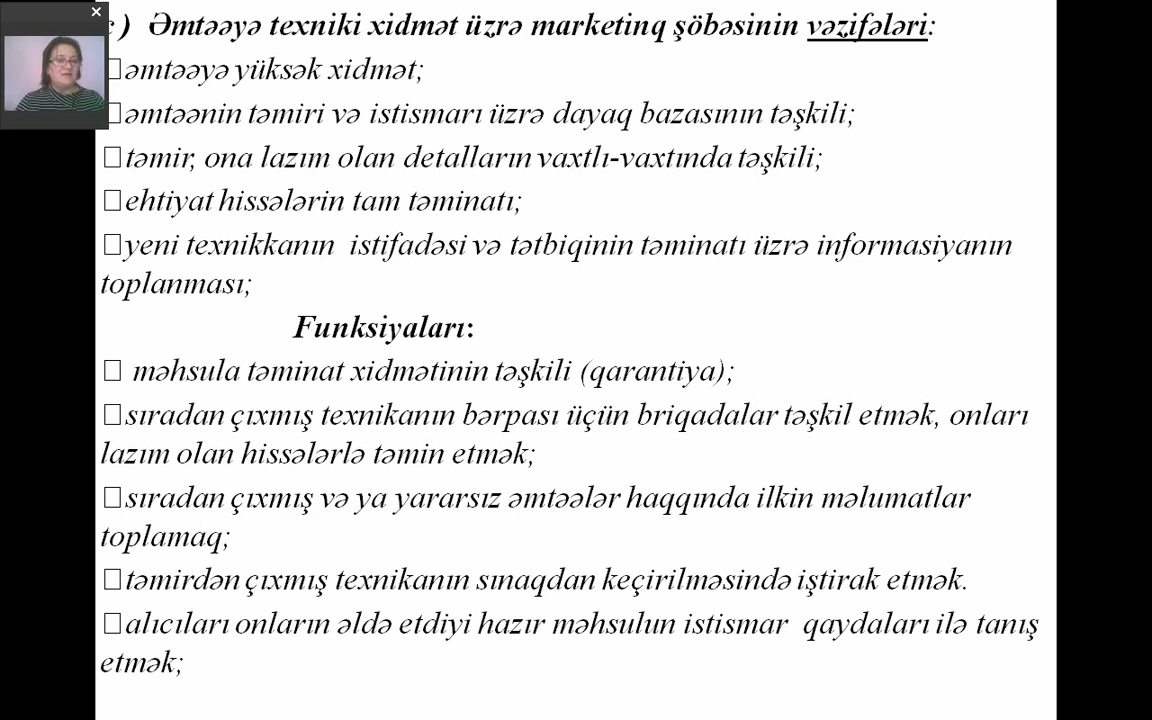 ) Əmtəəyə texniki xidmət üzrə marketinq şöbəsinin vəzifələri:
□əmtəəyə yüksək xidmət;
□əmtəənin təmiri və istismarı üzrə dayaq bazasının təşkili;
□təmir, ona lazım olan detalların vaxtlı-vaxtında təşkili;
□ehtiyat hissələrin tam təminatı;
□yeni texnikkanın istifadəsi və tətbiqinin təminatı üzrə informasiyanın
toplanması;
Funksiyaları:
□ məhsula təminat xidmətinin təşkili (qarantiya);
□sıradan çıxmış texnikanın bərpası üçün briqadalar təşkil etmək, onları
lazım olan hissələrlə təmin etmək;
□sıradan çıxmış və ya yararsız əmtəələr haqqında ilkin məlumatlar
toplamaq;
□təmirdən çıxmış texnikanın sınaqdan keçirilməsində iştirak etmək.
□alıcıları onların əldə etdiyi hazır məhsulun istismar qaydaları ilə tanış
etmək;